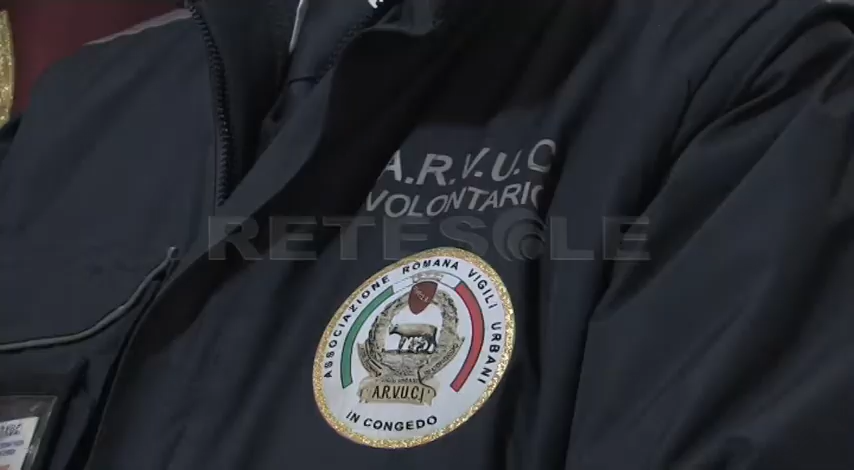 A.R.V.U.C
VOLONTARIO
RETESOLE
ASSOCIAZIONE ROMANA VIGILI URBANI
A.R.V.U.C
IN CONGEDO